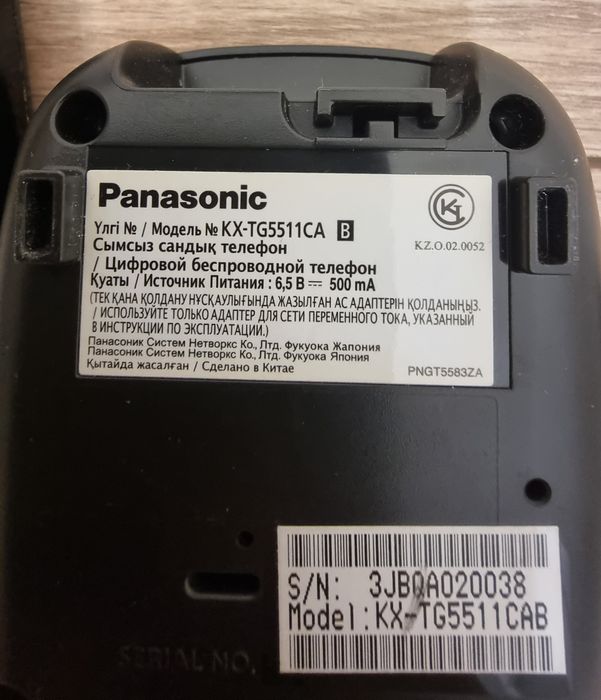 Panasonic
Үлгі № / Модель № KX-TG5511CA B
Сымсыз сандық телефон
/ Цифровой беспроводной телефон
Қуаты / Источник Питания : 6,5 В ⎓ 500 mA
(ТЕК ҚАНА ҚОЛДАНУ НҰСҚАУЛЫҒЫНДА ЖАЗЫЛҒАН АС АДАПТЕРІН ҚОЛДАНЫҢЫЗ.
/ ИСПОЛЬЗУЙТЕ ТОЛЬКО АДАПТЕР ДЛЯ СЕТИ ПЕРЕМЕННОГО ТОКА, УКАЗАННЫЙ
В ИНСТРУКЦИИ ПО ЭКСПЛУАТАЦИИ.)
Панасоник Систем Нетворкс Ко., Лтд. Фукуока Жапония
Панасоник Систем Нетворкс Ко., Лтд. Фукуока Япония
Қытайда жасалған / Сделано в Китае
PNGT5583ZA
K.Z.O.02.0052
S/N: 3JBQA020038
Model:KX-TG5511CAB
SERIAL NO.